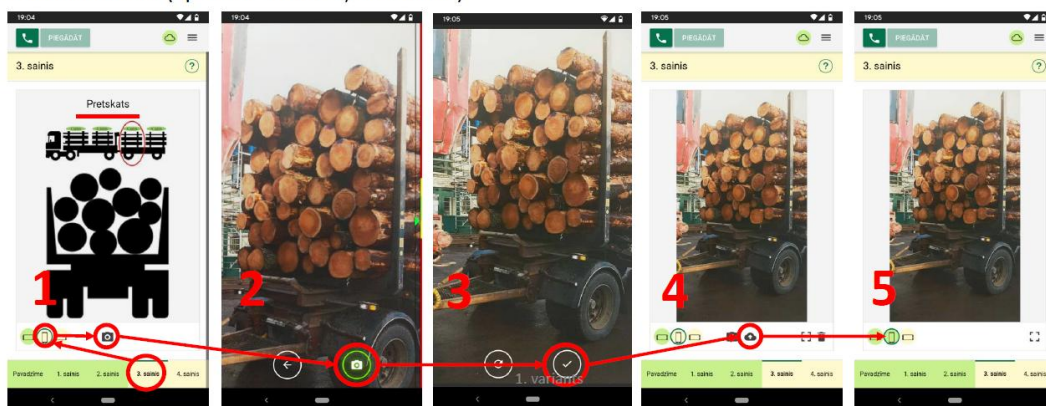 19:04
PIEGĀDĀT
3. sainis
?
Pretskats
1
Pavadzīme 1. sainis 2. sainis 3. sainis 4. sainis
19:04
2
19:05
3
1. variants
19:05
PIEGĀDĀT
3. sainis
?
4
Pavadzīme 1. sainis 2. sainis 3. sainis 4. sainis
19:05
PIEGĀDĀT
3. sainis
?
5
Pavadzīme 1. sainis 2. sainis 3. sainis 4. sainis